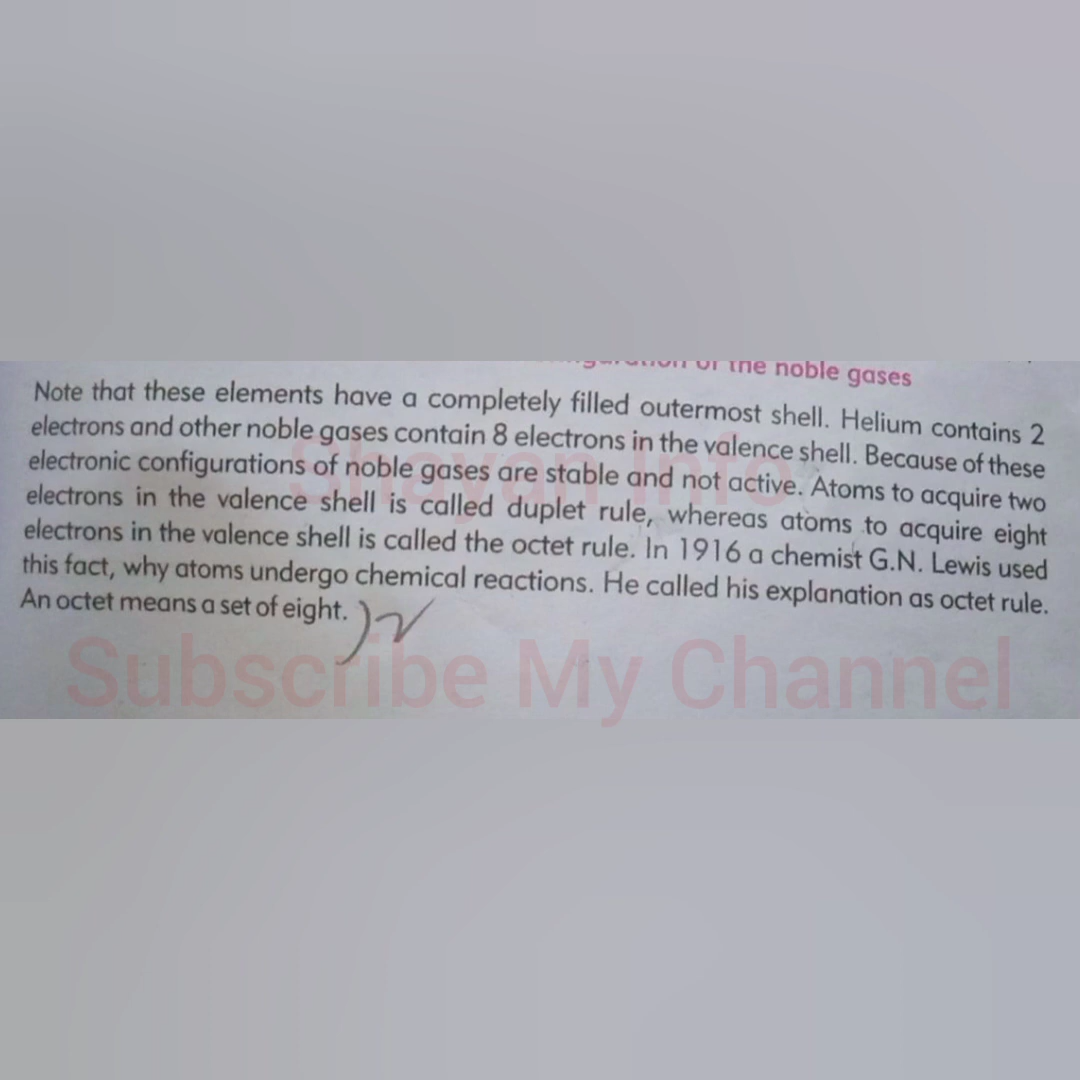 of the noble gases
Note that these elements have a completely filled outermost shell. Helium contains 2
electrons and other noble gases contain 8 electrons in the valence shell. Because of these
electronic configurations of noble gases are stable and not active. Atoms to acquire two
electrons in the valence shell is called duplet rule, whereas atoms to acquire eight
electrons in the valence shell is called the octet rule. In 1916 a chemist G.N. Lewis used
this fact, why atoms undergo chemical reactions. He called his explanation as octet rule.
An octet means a set of eight.
Shayan Info
Subscribe My Channel